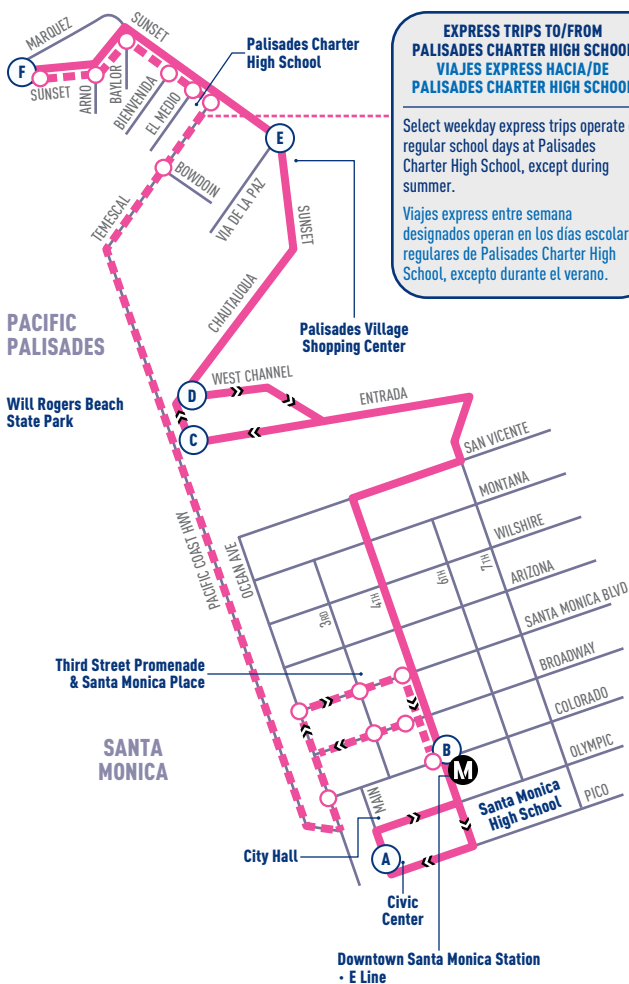 MARQUEZ
SUNSET
F
SUNSET
ARNO
BAYLOR
BIENVENIDA
EL MEDIO
Palisades Charter
High School
E
TEMESCAL
BOWDOIN
VIA DE LA PAZ
SUNSET
CHAUTAUQUA
EXPRESS TRIPS TO/FROM
PALISADES CHARTER HIGH SCHOOL
VIAJES EXPRESS HACIA/DE
PALISADES CHARTER HIGH SCHOOL
Select weekday express trips operate
regular school days at Palisades
Charter High School, except during
summer.
Viajes express entre semana
designados operan en los días escolar
regulares de Palisades Charter High
School, excepto durante el verano.
PACIFIC
PALISADES
Palisades Village
Shopping Center
Will Rogers Beach
State Park
D
WEST CHANNEL
C
ENTRADA
SAN VICENTE
MONTANA
WILSHIRE
ARIZONA
SANTA MONICA BLVD
BROADWAY
COLORADO
OLYMPIC
PICO
PACIFIC COAST HWY
OCEAN AVE
3RD
4TH
6TH
7TH
Third Street Promenade
& Santa Monica Place
SANTA
MONICA
B
M
MAIN
Santa Monica
High School
City Hall
A
Civic
Center
Downtown Santa Monica Station
• E Line